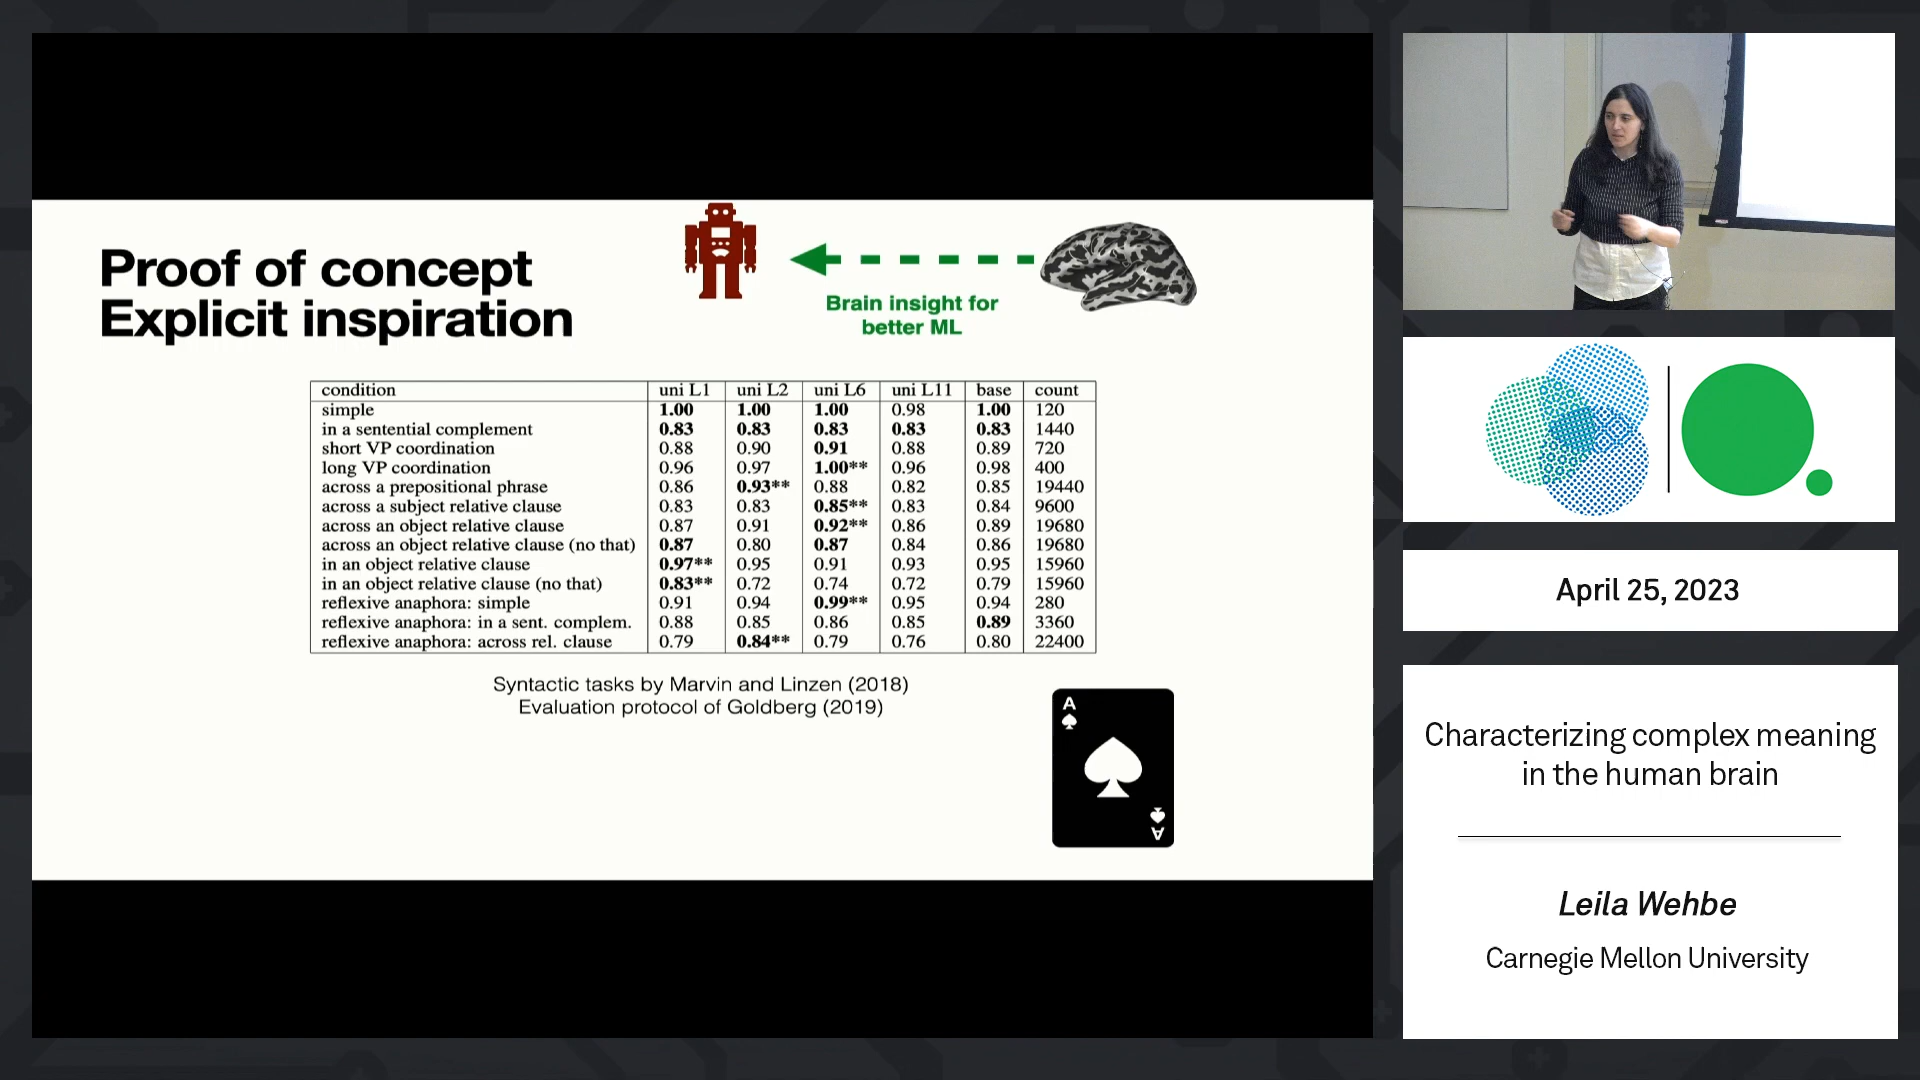 Proof of concept
Explicit inspiration
Brain insight for
better ML
condition uni L1 uni L2 uni L6 uni L11 base count
simple 1.00 1.00 1.00 0.98 1.00 120
in a sentential complement 0.83 0.83 0.83 0.83 0.83 1440
short VP coordination 0.88 0.90 0.91 0.88 0.89 720
long VP coordination 0.96 0.97 1.00** 0.96 0.98 400
across a prepositional phrase 0.86 0.93** 0.88 0.82 0.85 19440
across a subject relative clause 0.83 0.83 0.85** 0.83 0.84 9600
across an object relative clause 0.87 0.91 0.92** 0.86 0.89 19680
across an object relative clause (no that) 0.87 0.80 0.87 0.84 0.86 19680
in an object relative clause 0.97** 0.95 0.91 0.93 0.95 15960
in an object relative clause (no that) 0.83** 0.72 0.74 0.72 0.79 15960
reflexive anaphora: simple 0.91 0.94 0.99** 0.95 0.94 280
reflexive anaphora: in a sent. complem. 0.88 0.85 0.86 0.85 0.89 3360
reflexive anaphora: across rel. clause 0.79 0.84** 0.79 0.76 0.80 22400
Syntactic tasks by Marvin and Linzen (2018)
Evaluation protocol of Goldberg (2019)
A
A
April 25, 2023
Characterizing complex meaning
in the human brain
Leila Wehbe
Carnegie Mellon University